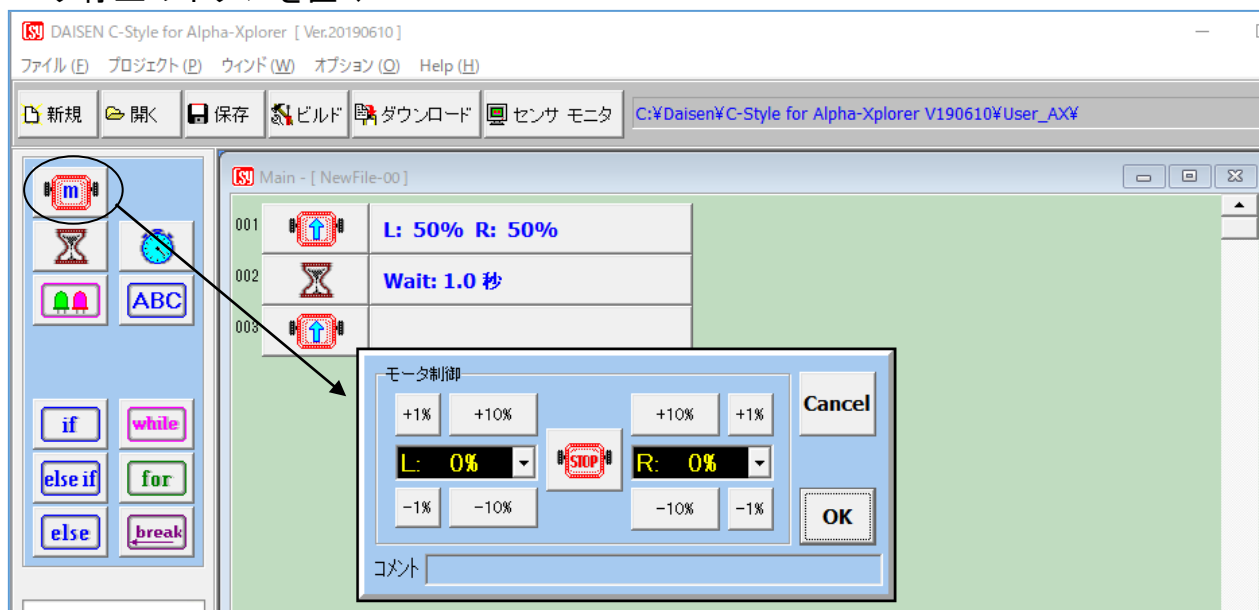 DAISEN C-Style for Alpha-Xplorer [ Ver.20190610 ]
ファイル (F) プロジェクト (P) ウィンド (W) オプション (O) Help (H)
新規 開く 保存 ビルド ダウンロード センサ モニタ C:¥Daisen¥C-Style for Alpha-Xplorer V190610¥User_AX¥
m
Main - [ NewFile-00 ]
001 L: 50% R: 50%
002 Wait: 1.0 秒
ABC
003
モータ制御
+1% +10% +10% +1% Cancel
if while
L: 0% STOP R: 0%
else if for
-1% -10% -10% -1% OK
else break
コメント